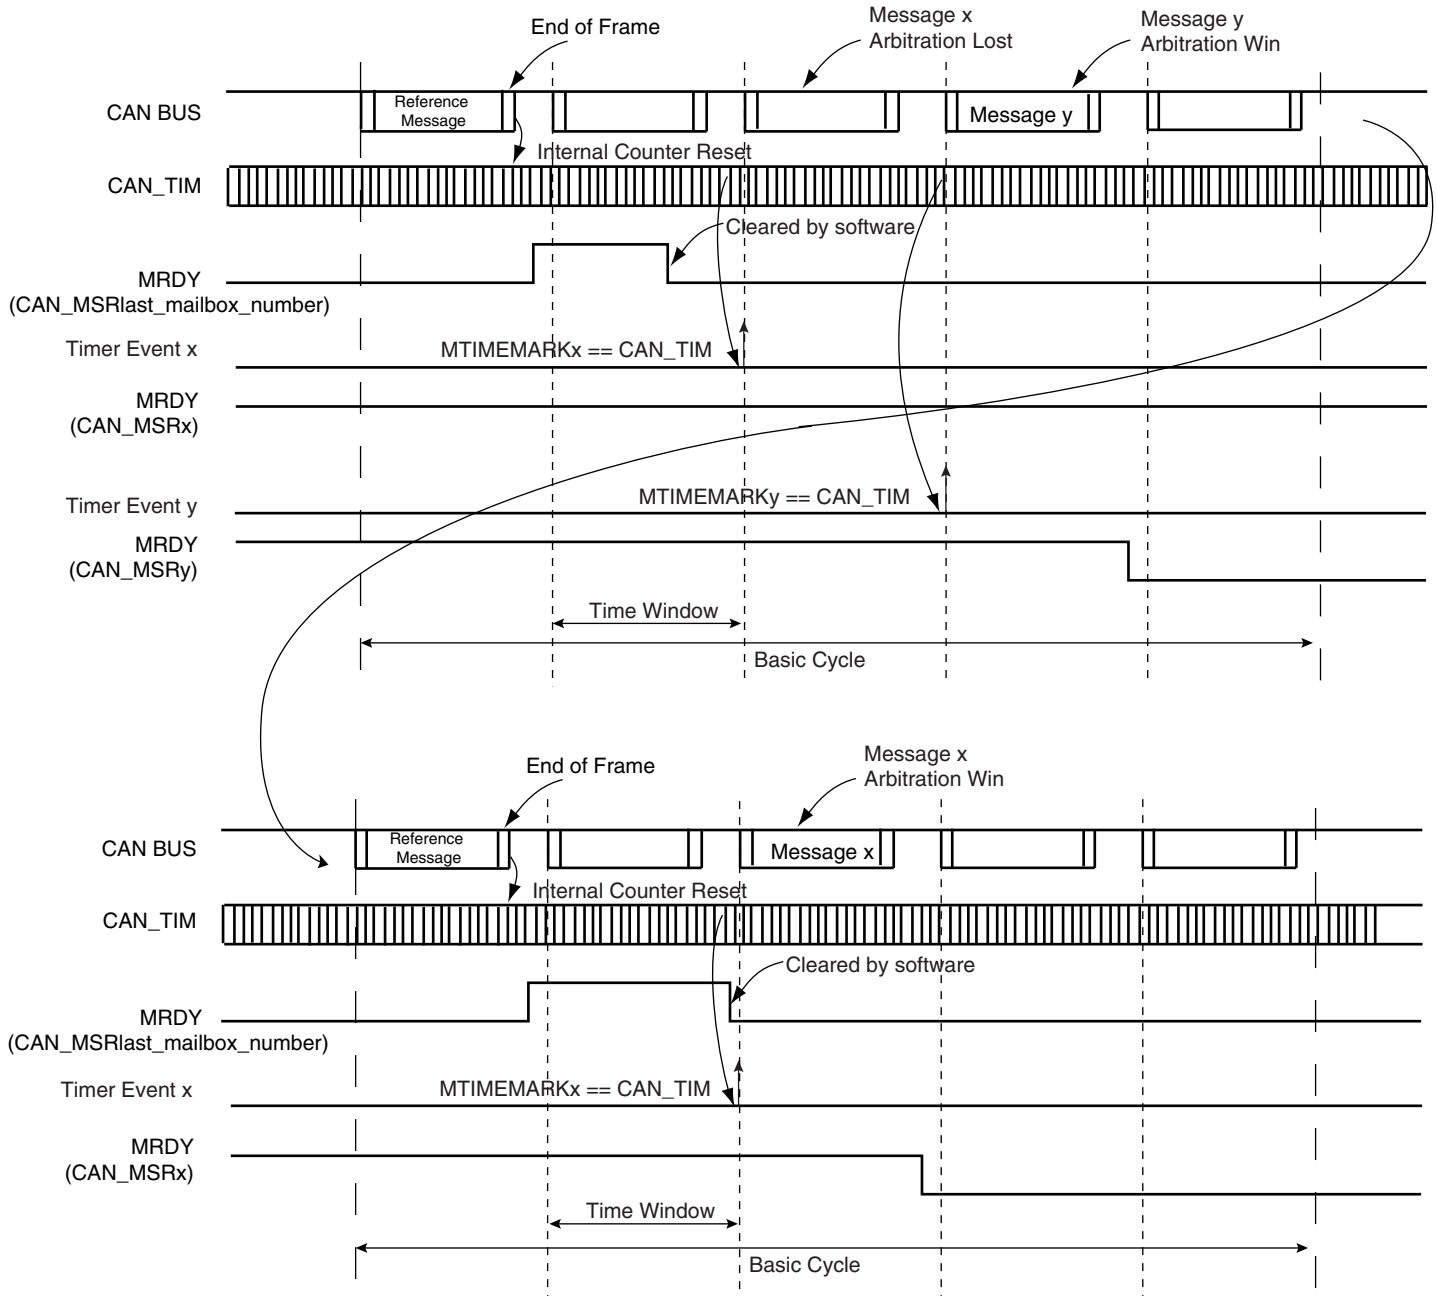 End of Frame
Message x
Arbitration Lost
Message y
Arbitration Win
CAN BUS
Reference
Message
Message y
Internal Counter Reset
CAN_TIM
Cleared by software
MRDY
(CAN_MSRlast_mailbox_number)
Timer Event x
MTIMEMARKx == CAN_TIM
MRDY
(CAN_MSRx)
Timer Event y
MTIMEMARKy == CAN_TIM
MRDY
(CAN_MSRy)
Time Window
Basic Cycle
End of Frame
Message x
Arbitration Win
CAN BUS
Reference
Message
Message x
Internal Counter Reset
CAN_TIM
Cleared by software
MRDY
(CAN_MSRlast_mailbox_number)
Timer Event x
MTIMEMARKx == CAN_TIM
MRDY
(CAN_MSRx)
Time Window
Basic Cycle